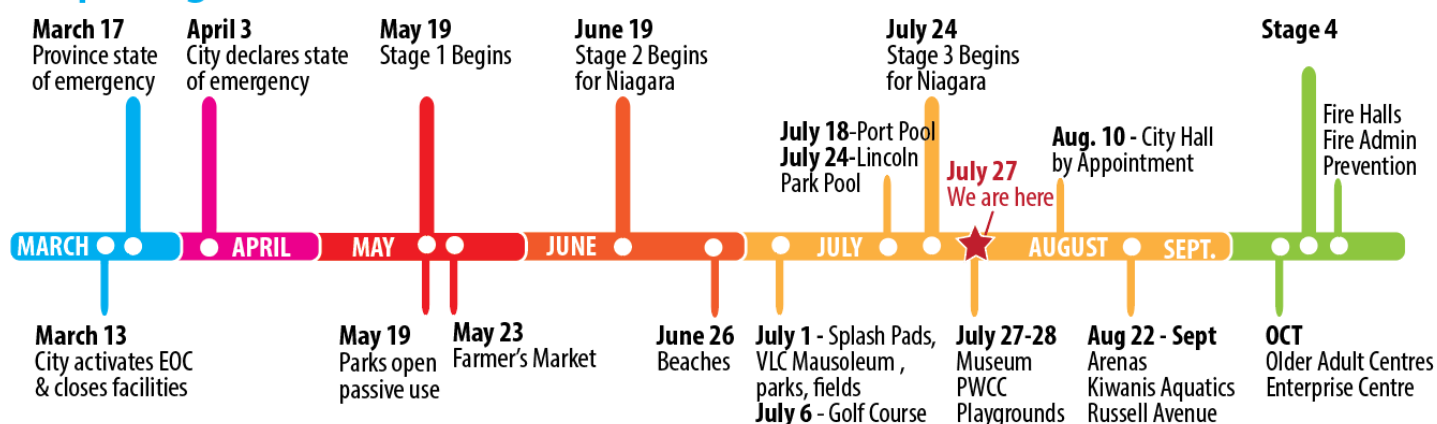 March 17
Province state
of emergency
April 3
City declares state
of emergency
May 19
Stage 1 Begins
June 19
Stage 2 Begins
for Niagara
July 24
Stage 3 Begins
for Niagara
Stage 4
July 18-Port Pool
July 24-Lincoln
Park Pool
July 27
We are here
Aug. 10 - City Hall
by Appointment
Fire Halls
Fire Admin
Prevention
MARCH
APRIL
MAY
JUNE
JULY
AUGUST
SEPT.
March 13
City activates EOC
& closes facilities
May 19
Parks open
passive use
May 23
Farmer's Market
June 26
Beaches
July 1 - Splash Pads,
VLC Mausoleum ,
parks, fields
July 6 - Golf Course
July 27-28
Museum
PWCC
Playgrounds
Aug 22 - Sept
Arenas
Kiwanis Aquatics
Russell Avenue
OCT
Older Adult Centres
Enterprise Centre